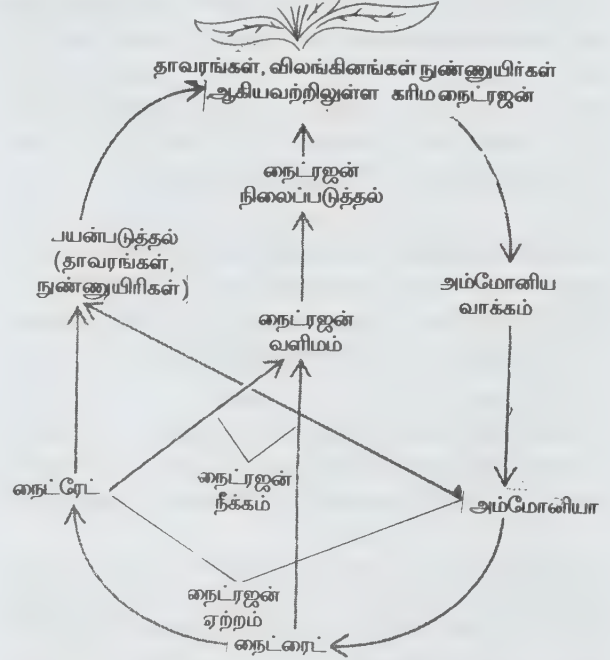 தாவரங்கள், விலங்கினங்கள் நுண்ணுயிர்கள்
ஆகியவற்றிலுள்ள கரிம நைட்ரஜன்
நைட்ரஜன்
நிலைப்படுத்தல்
பயன்படுத்தல்
(தாவரங்கள்,
நுண்ணுயிரிகள்)
அம்மோனிய
வாக்கம்
நைட்ரஜன்
வளிமம்
நைட்ரேட்
நைட்ரஜன்
நீக்கம்
அம்மோனியா
நைட்ரஜன்
ஏற்றம்
நைட்ரைட்